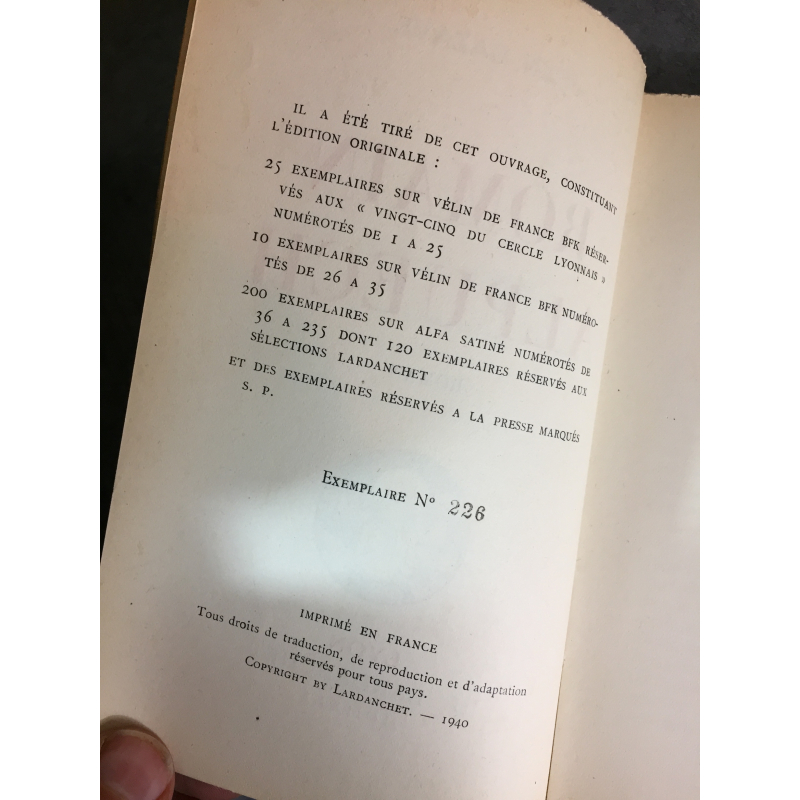 IL A ÉTÉ TIRÉ DE CET OUVRAGE, CONSTITUANT
L'ÉDITION ORIGINALE :
25 EXEMPLAIRES SUR VÉLIN DE FRANCE BFK RÉSER-
VÉS AUX « VINGT-CINQ DU CERCLE LYONNAIS »
NUMÉROTÉS DE 1 A 25
10 EXEMPLAIRES SUR VÉLIN DE FRANCE BFK NUMÉRO-
TÉS DE 26 A 35
200 EXEMPLAIRES SUR ALFA SATINÉ NUMÉROTÉS DE
36 A 235 DONT 120 EXEMPLAIRES RÉSERVÉS AUX
SÉLECTIONS LARDANCHET
ET DES EXEMPLAIRES RÉSERVÉS A LA PRESSE MARQUÉS
S. P.
EXEMPLAIRE Nº 226
IMPRIMÉ EN FRANCE
Tous droits de traduction, de reproduction et d'adaptation
réservés pour tous pays.
COPYRIGHT BY LARDANCHET. — 1940